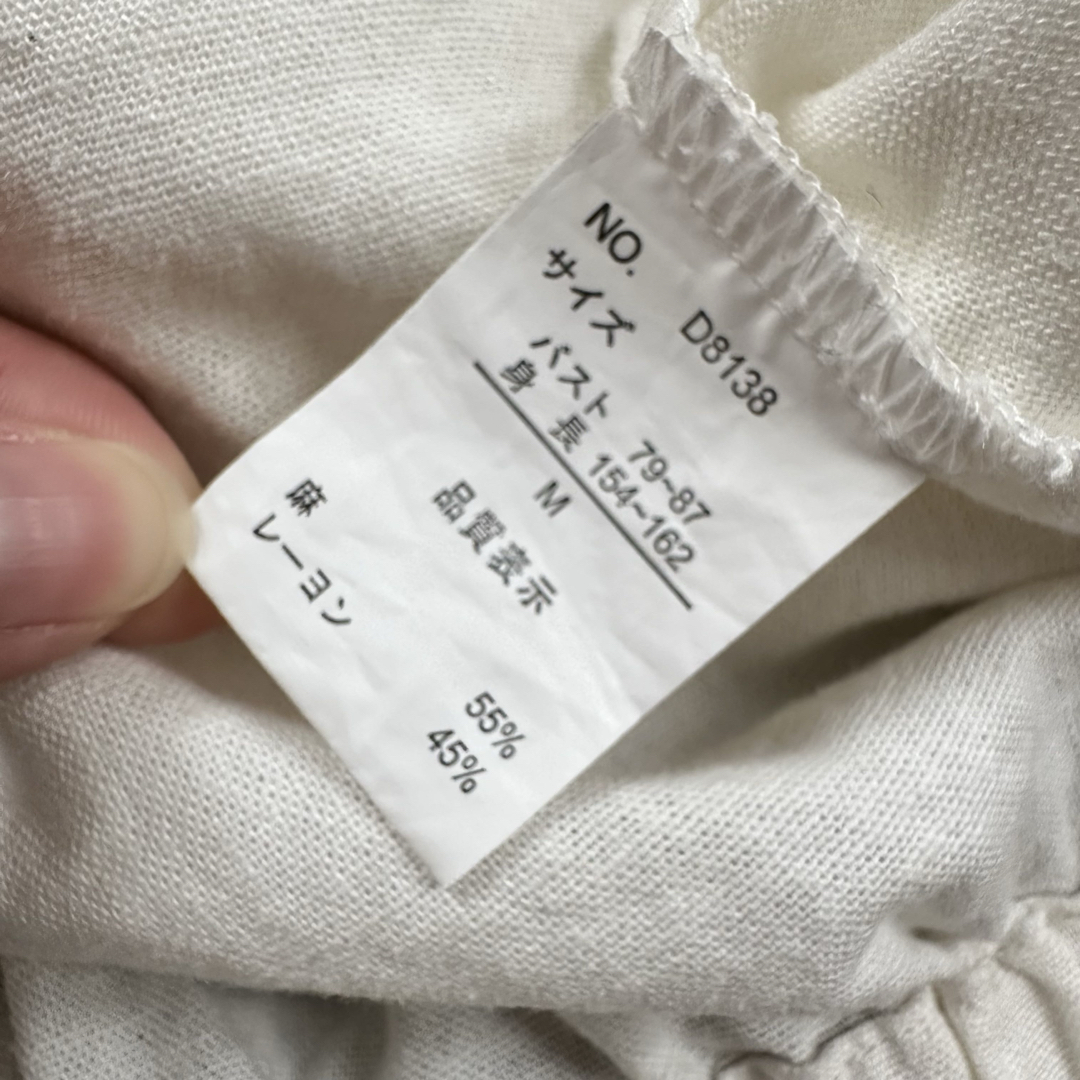 NO. D8138
サイズ
バスト 79~87
身 長 154~162
M
品質表示
麻 55%
レーヨン 45%